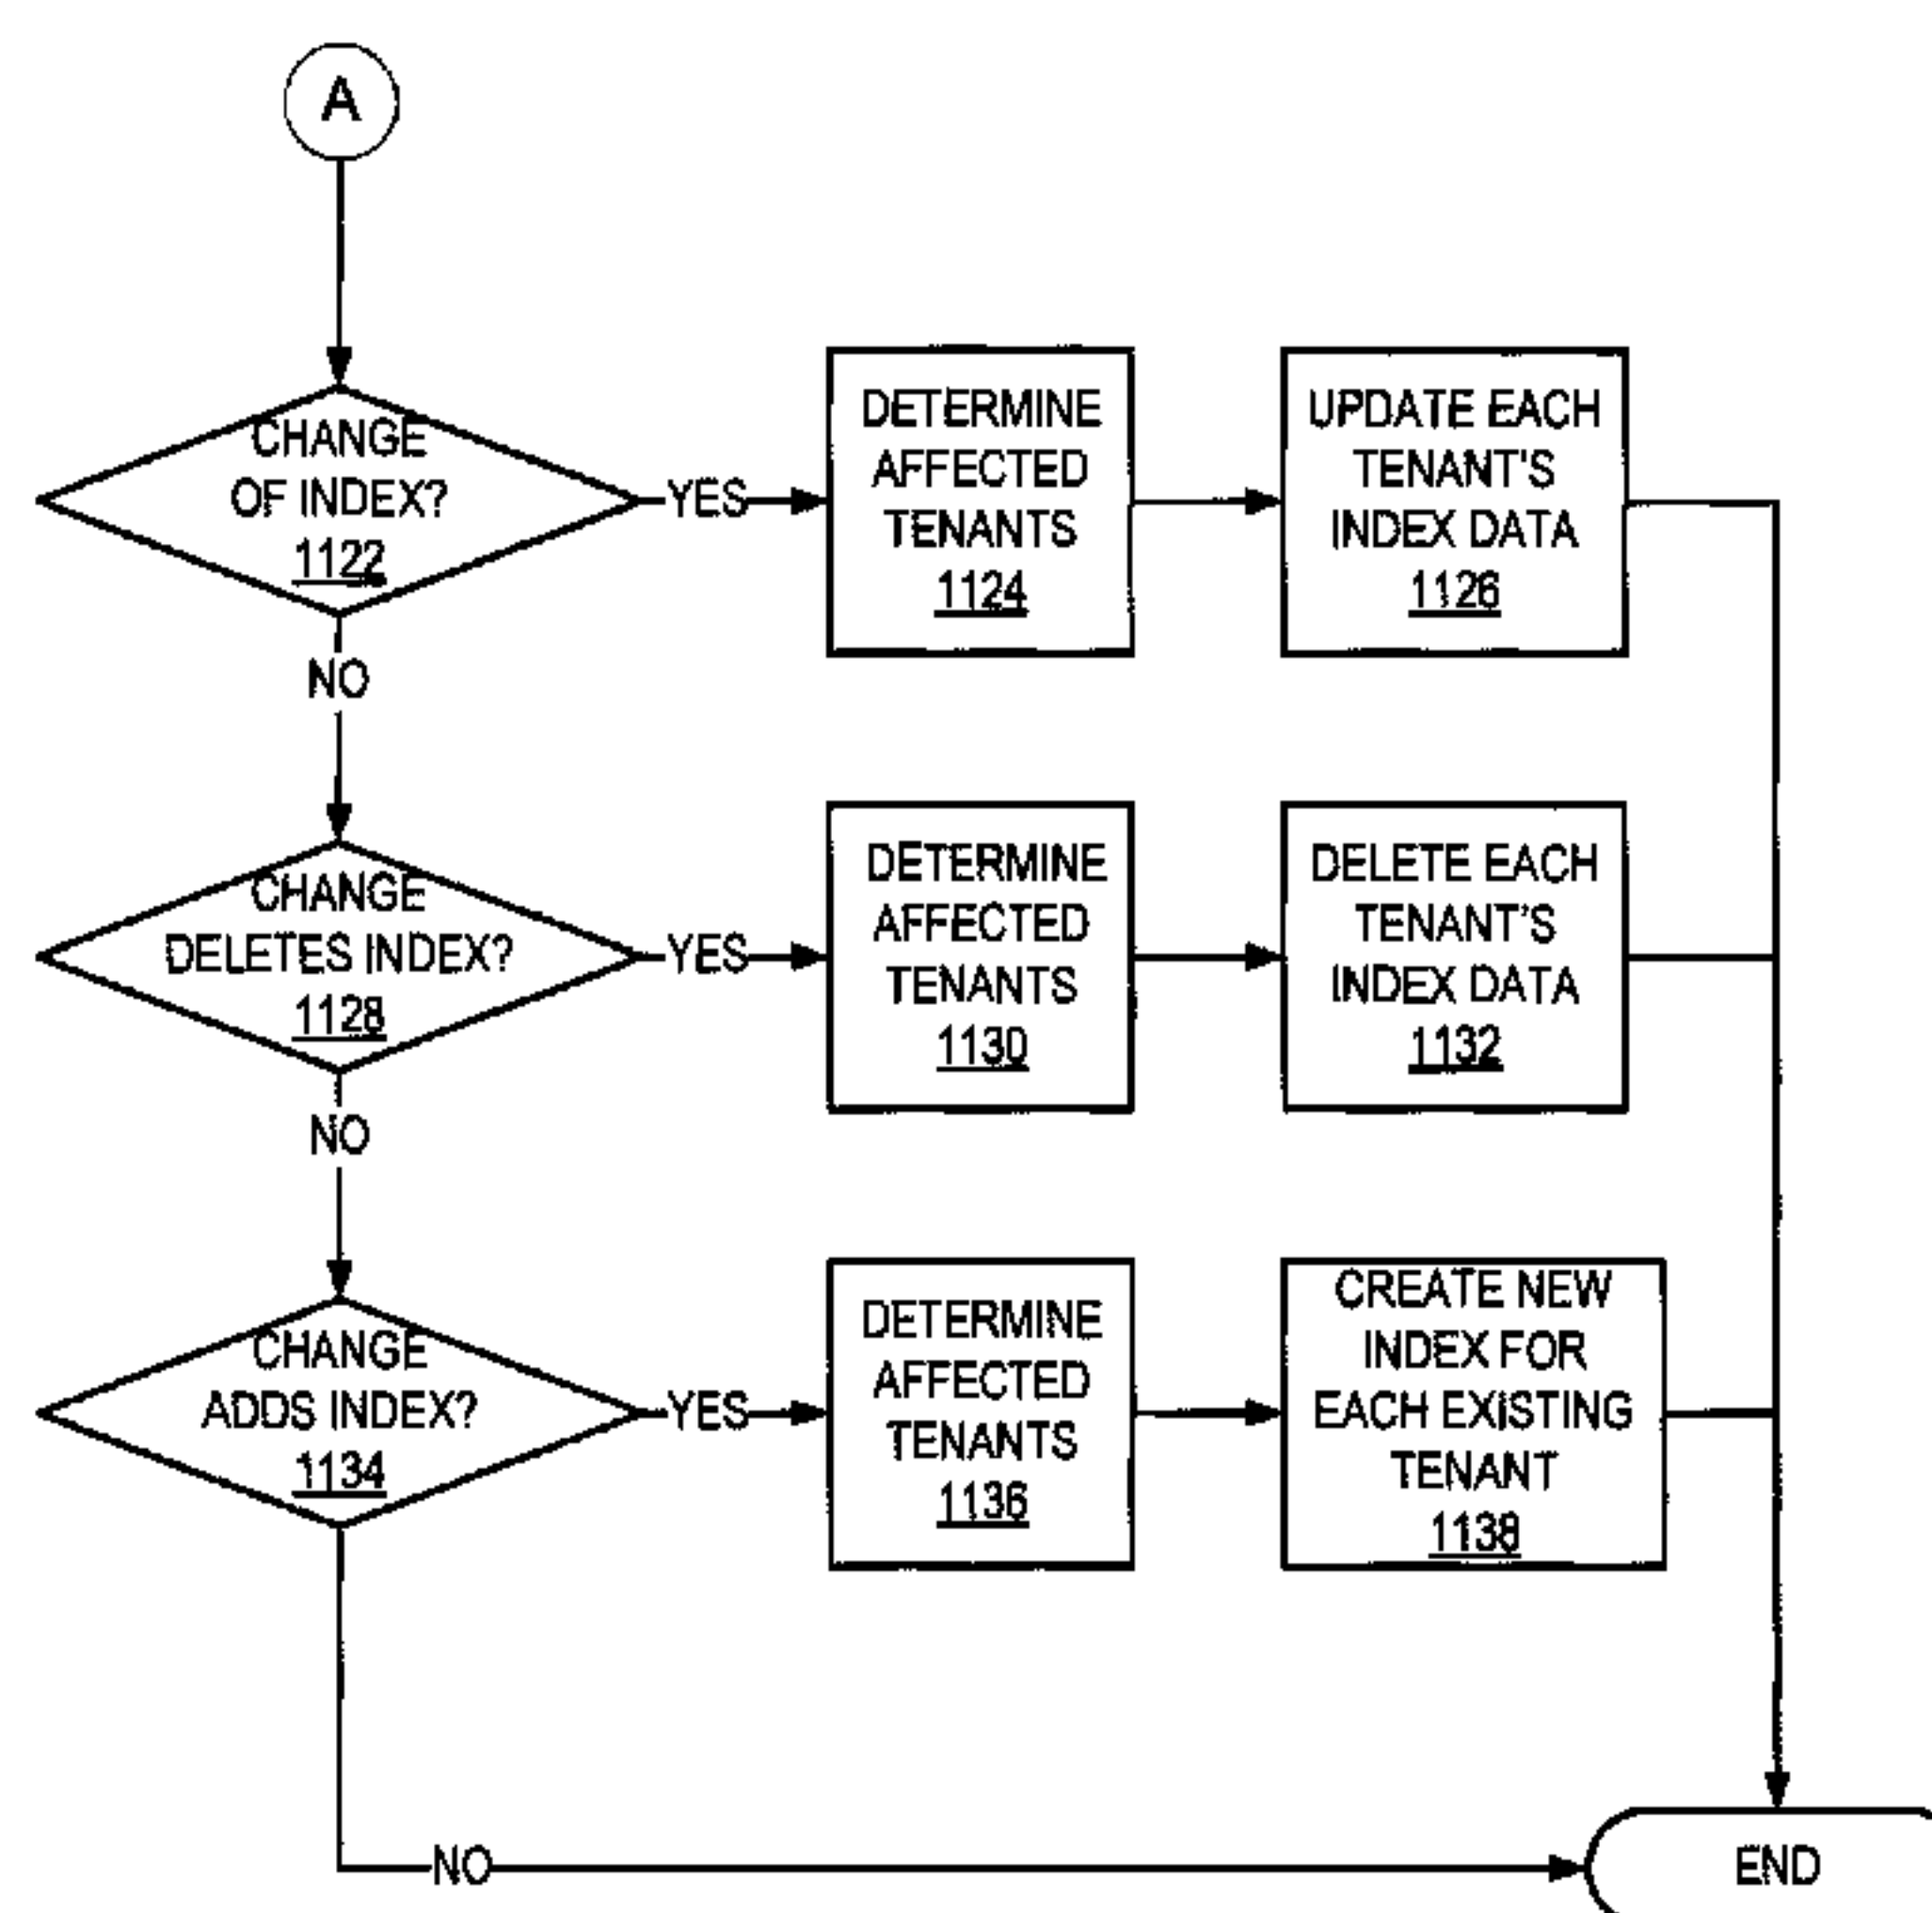 A
CHANGE
OF INDEX?
1122
YES
DETERMINE
AFFECTED
TENANTS
1124
UPDATE EACH
TENANT'S
INDEX DATA
1126
NO
CHANGE
DELETES INDEX?
1128
YES
DETERMINE
AFFECTED
TENANTS
1130
DELETE EACH
TENANT'S
INDEX DATA
1132
NO
CHANGE
ADDS INDEX?
1134
YES
DETERMINE
AFFECTED
TENANTS
1136
CREATE NEW
INDEX FOR
EACH EXISTING
TENANT
1138
NO
END